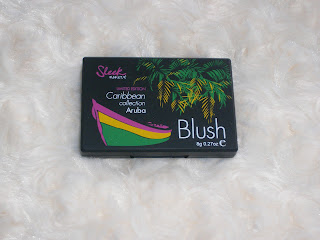 Sleek
MAKEUP
LIMITED EDITION
Caribbean
collection
Aruba
Blush
8g 0.27oz ℮